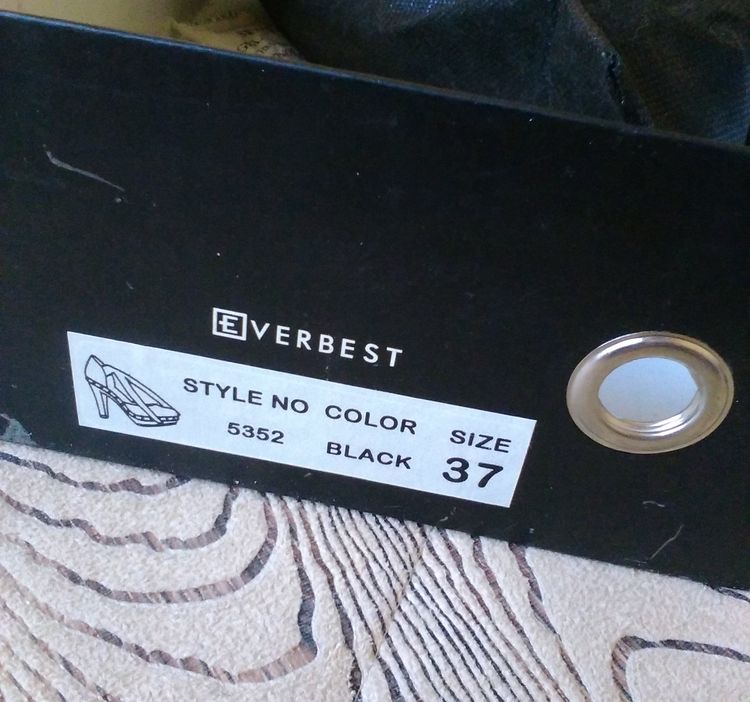 EVERBEST
STYLE NO COLOR SIZE
5352 BLACK 37